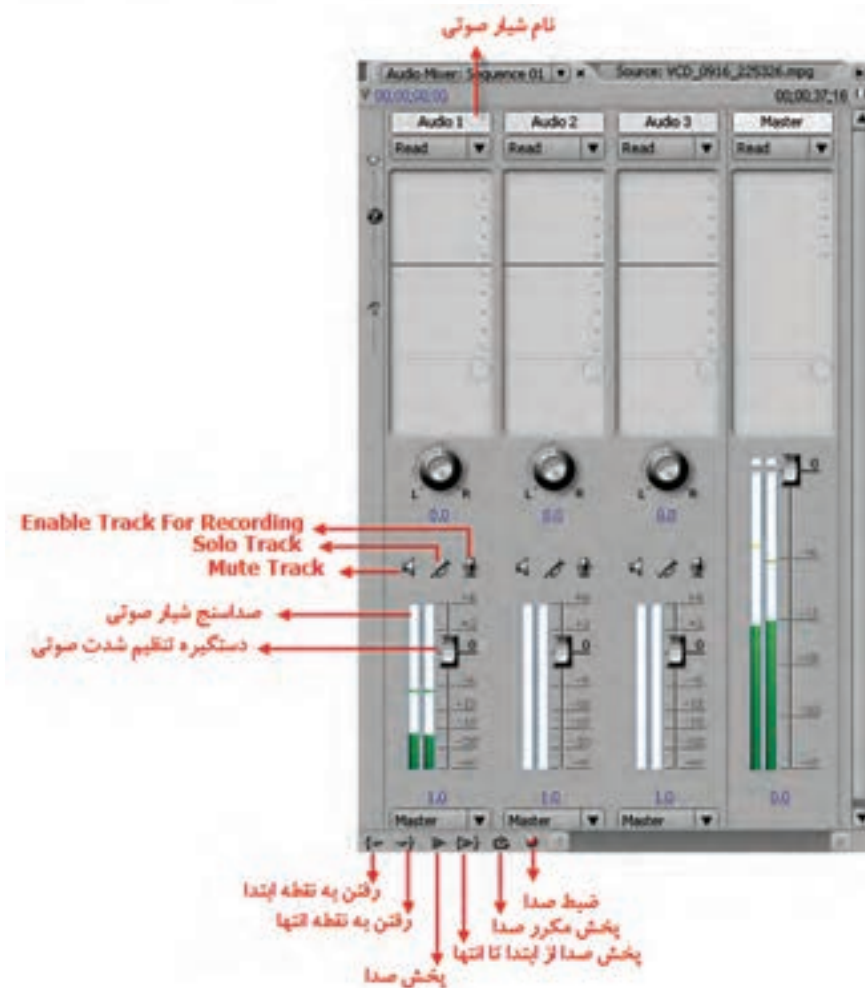 نام شیار صوتی
Audio Mixer: Sequence 01 Source: VCD_0916_225326.mpg
00;00;00;00 00;00;37;16
Audio 1 Audio 2 Audio 3 Master
Read Read Read Read
L R L R L R
0.0 0.0 0.0
0
Enable Track For Recording
Solo Track
Mute Track
صداسنج شیار صوتی
دستگیره تنظیم شدت صوتی
0 0 0
1.0 1.0 1.0 0.0
Master Master Master
رفتن به نقطه ابتدا
رفتن به نقطه انتها
پخش صدا
ضبط صدا
پخش مکرر صدا
پخش صدا از ابتدا تا انتها